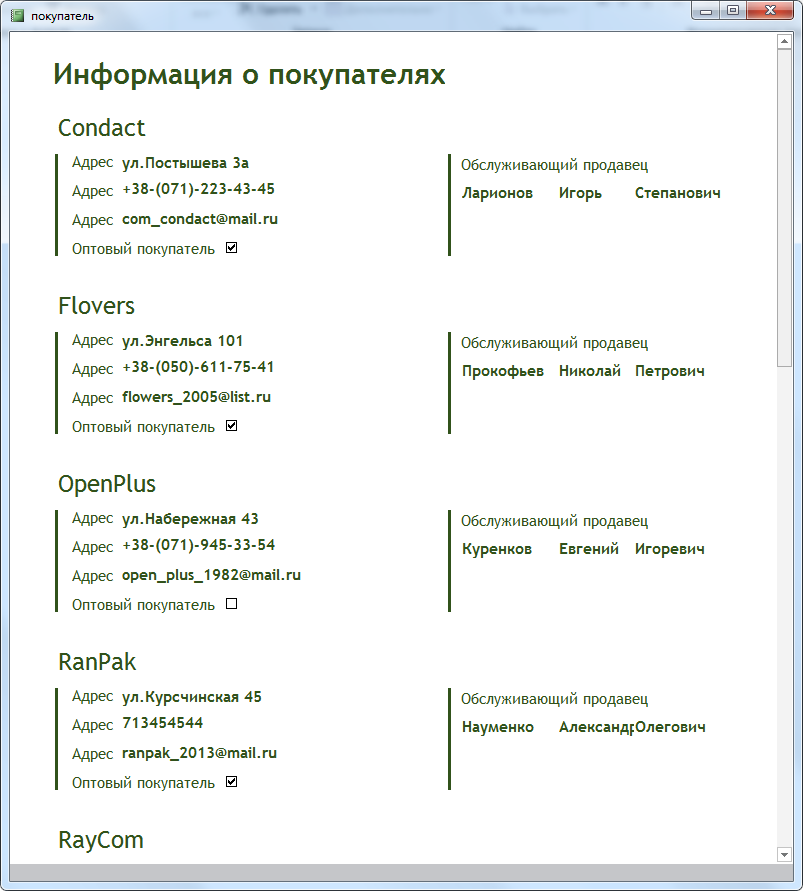 покупатель
Информация о покупателях
Condact
Адрес ул.Постышева 3а
Адрес +38-(071)-223-43-45
Адрес com_condact@mail.ru
Оптовый покупатель
Обслуживающий продавец
Ларионов Игорь Степанович
Flovers
Адрес ул.Энгельса 101
Адрес +38-(050)-611-75-41
Адрес flowers_2005@list.ru
Оптовый покупатель
Обслуживающий продавец
Прокофьев Николай Петрович
OpenPlus
Адрес ул.Набережная 43
Адрес +38-(071)-945-33-54
Адрес open_plus_1982@mail.ru
Оптовый покупатель
Обслуживающий продавец
Куренков Евгений Игоревич
RanPak
Адрес ул.Курсчинская 45
Адрес 713454544
Адрес ranpak_2013@mail.ru
Оптовый покупатель
Обслуживающий продавец
Науменко Александр Олегович
RayCom